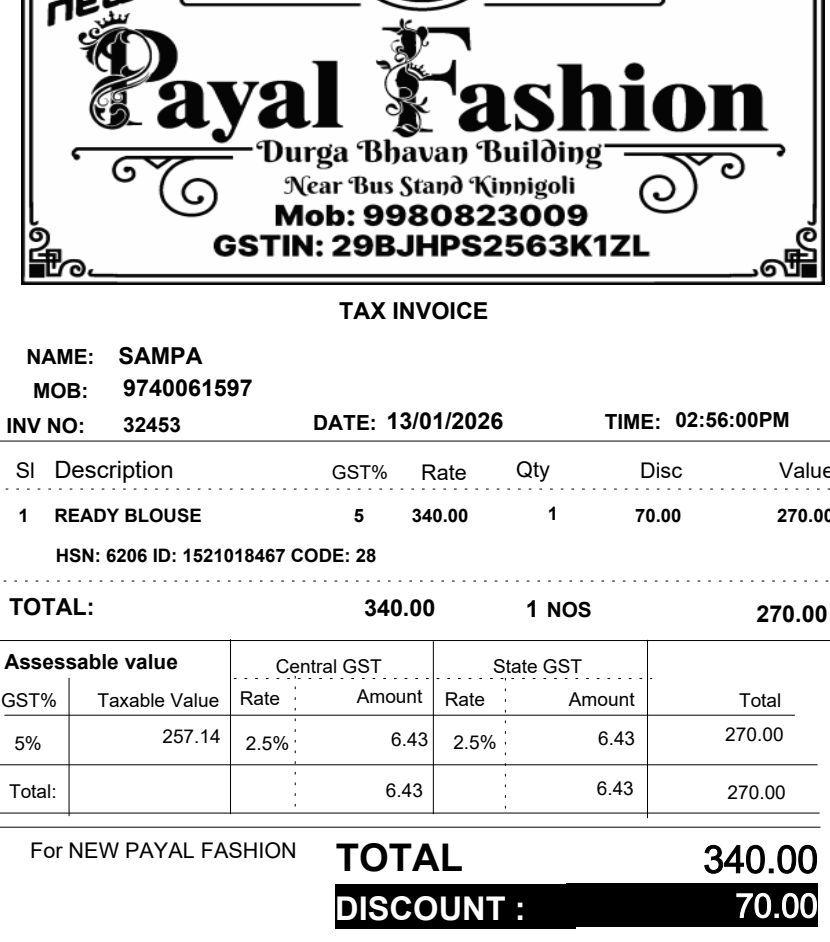 new
Payal Fashion
Durga Bhavan Building
Near Bus Stand Kinnigoli
Mob: 9980823009
GSTIN: 29BJHPS2563K1ZL
TAX INVOICE
NAME: SAMPA
MOB: 9740061597
INV NO: 32453 DATE: 13/01/2026 TIME: 02:56:00PM
Sl Description GST% Rate Qty Disc Value
1 READY BLOUSE 5 340.00 1 70.00 270.00
HSN: 6206 ID: 1521018467 CODE: 28
TOTAL: 340.00 1 NOS 270.00
Assessable value Central GST State GST
GST% Taxable Value Rate Amount Rate Amount Total
5% 257.14 2.5% 6.43 2.5% 6.43 270.00
Total: 6.43 6.43 270.00
For NEW PAYAL FASHION TOTAL 340.00
DISCOUNT : 70.00